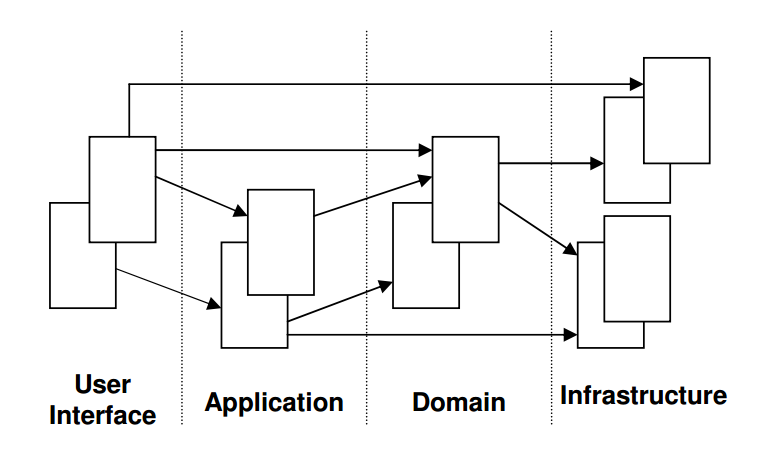 User
Interface
Application
Domain
Infrastructure